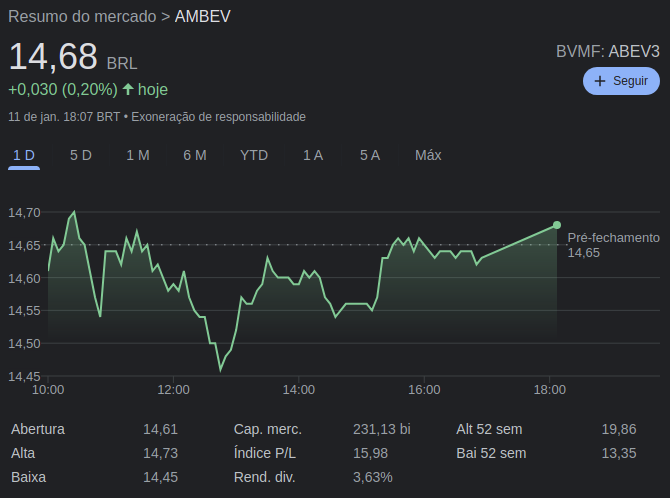 Resumo do mercado > AMBEV
14,68 BRL
BVMF: ABEV3
+0,030 (0,20%) ↑ hoje
+ Seguir
11 de jan. 18:07 BRT • Exoneração de responsabilidade
1 D 5 D 1 M 6 M YTD 1 A 5 A Máx
14,70
14,65
14,60
14,55
14,50
14,45
Pré-fechamento
14,65
10:00 12:00 14:00 16:00 18:00
Abertura 14,61 Cap. merc. 231,13 bi Alt 52 sem 19,86
Alta 14,73 Índice P/L 15,98 Bai 52 sem 13,35
Baixa 14,45 Rend. div. 3,63%